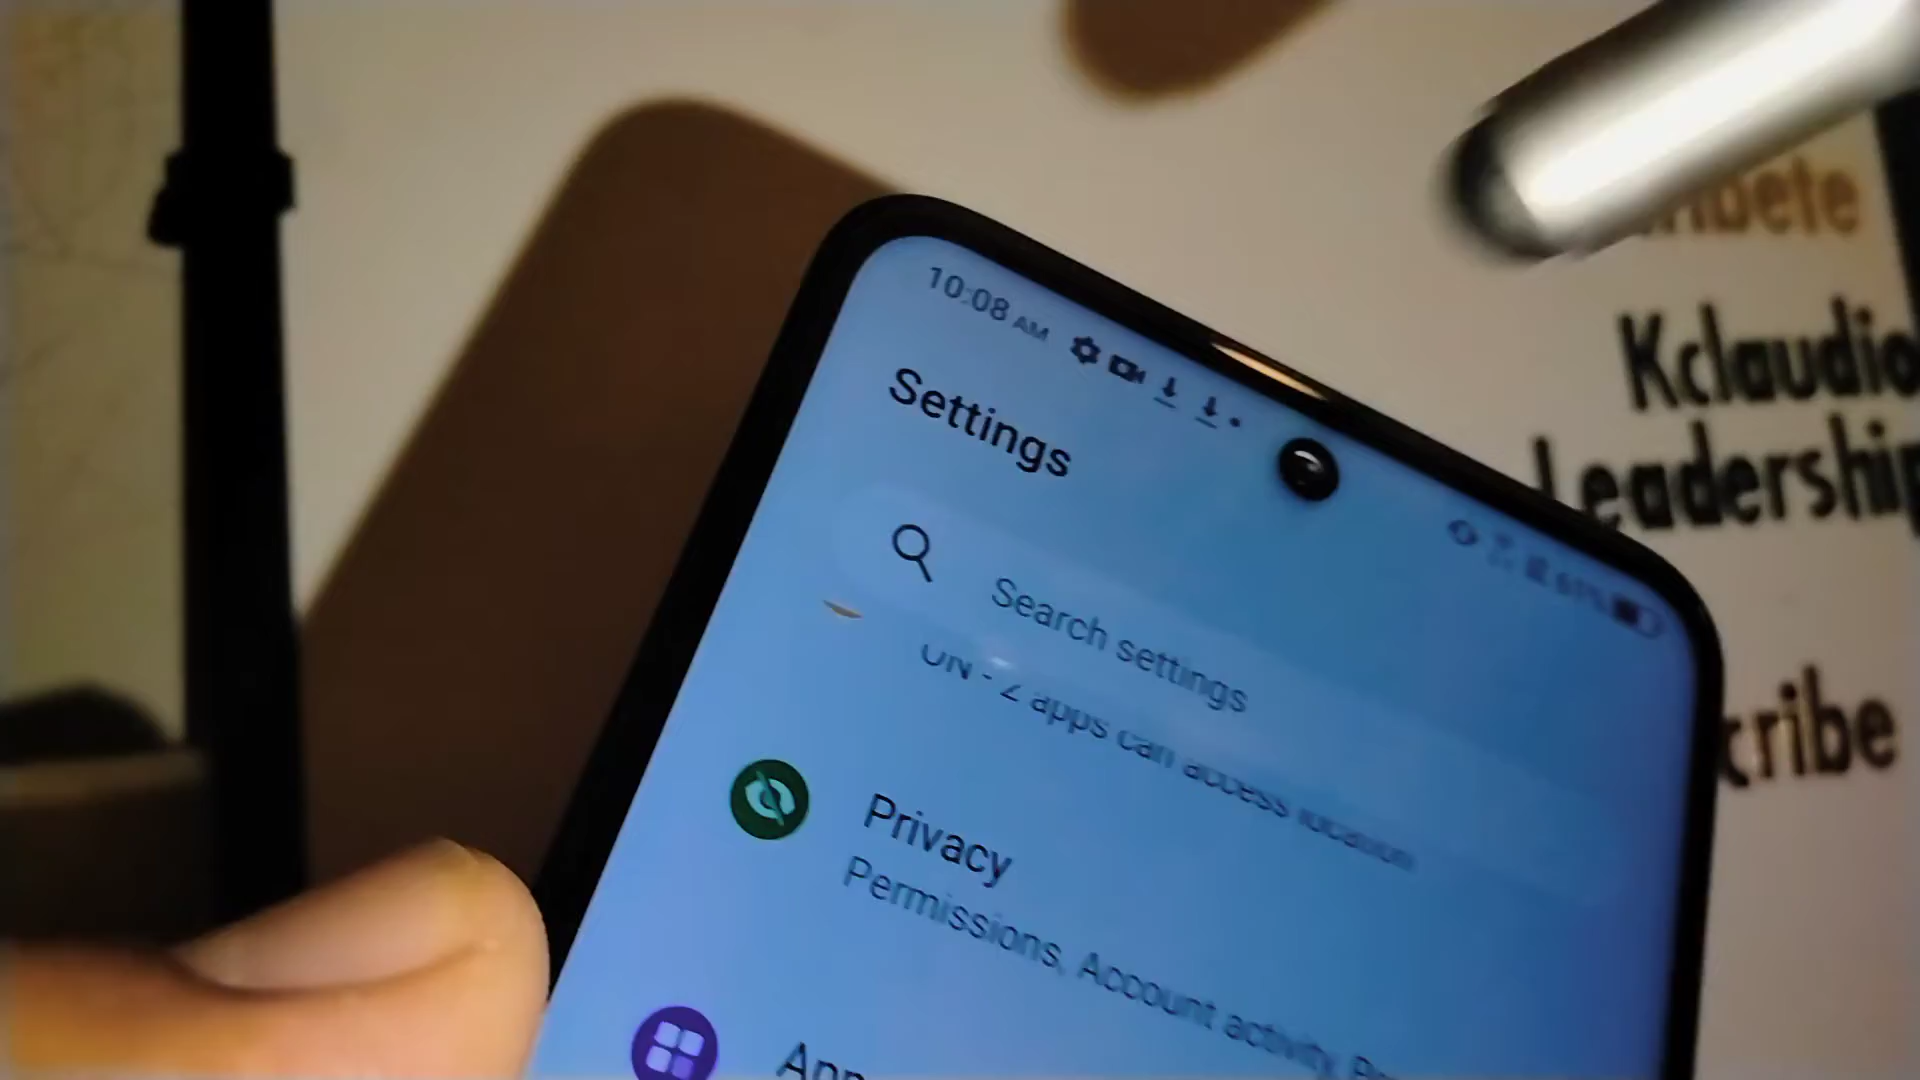 10:08 AM
Settings
Search settings
ON - 2 apps can access location
Privacy
Permissions, Account activity,
Kclaudio
Leadership
cribe